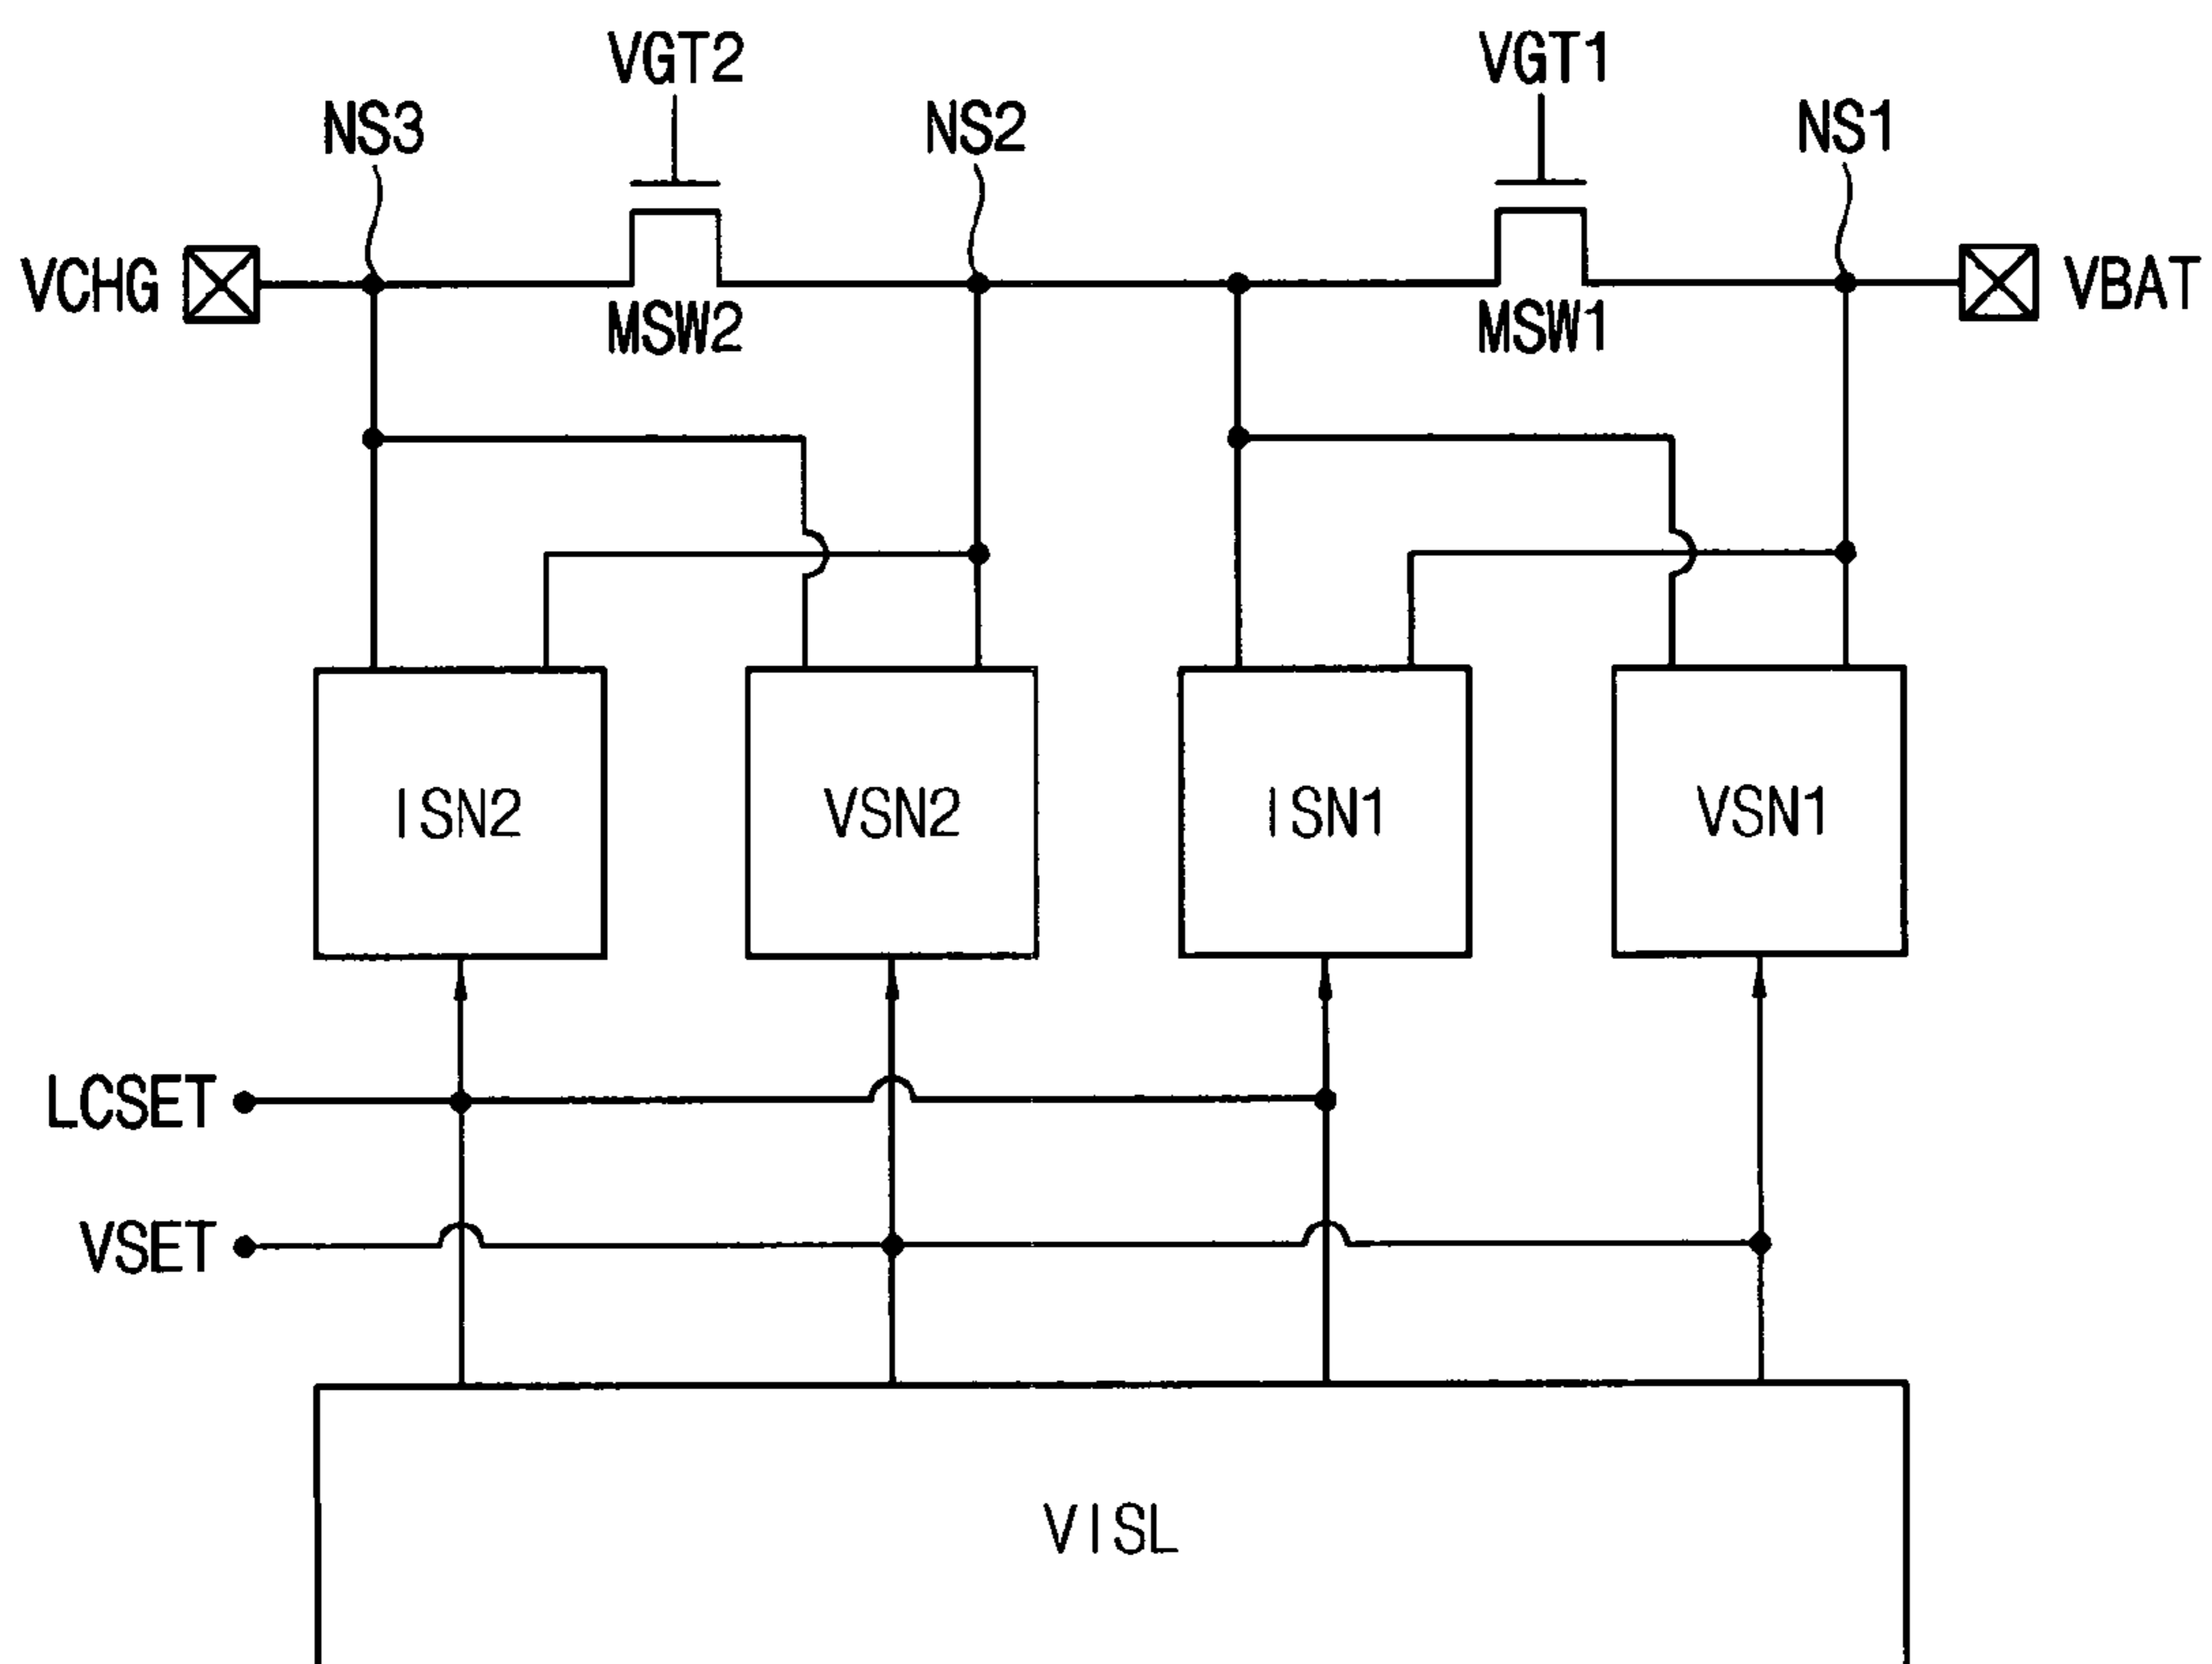 VGT2
VGT1
NS3
NS2
NS1
VCHG
VBAT
MSW2
MSW1
ISN2
VSN2
ISN1
VSN1
LCSET
VSET
VISL